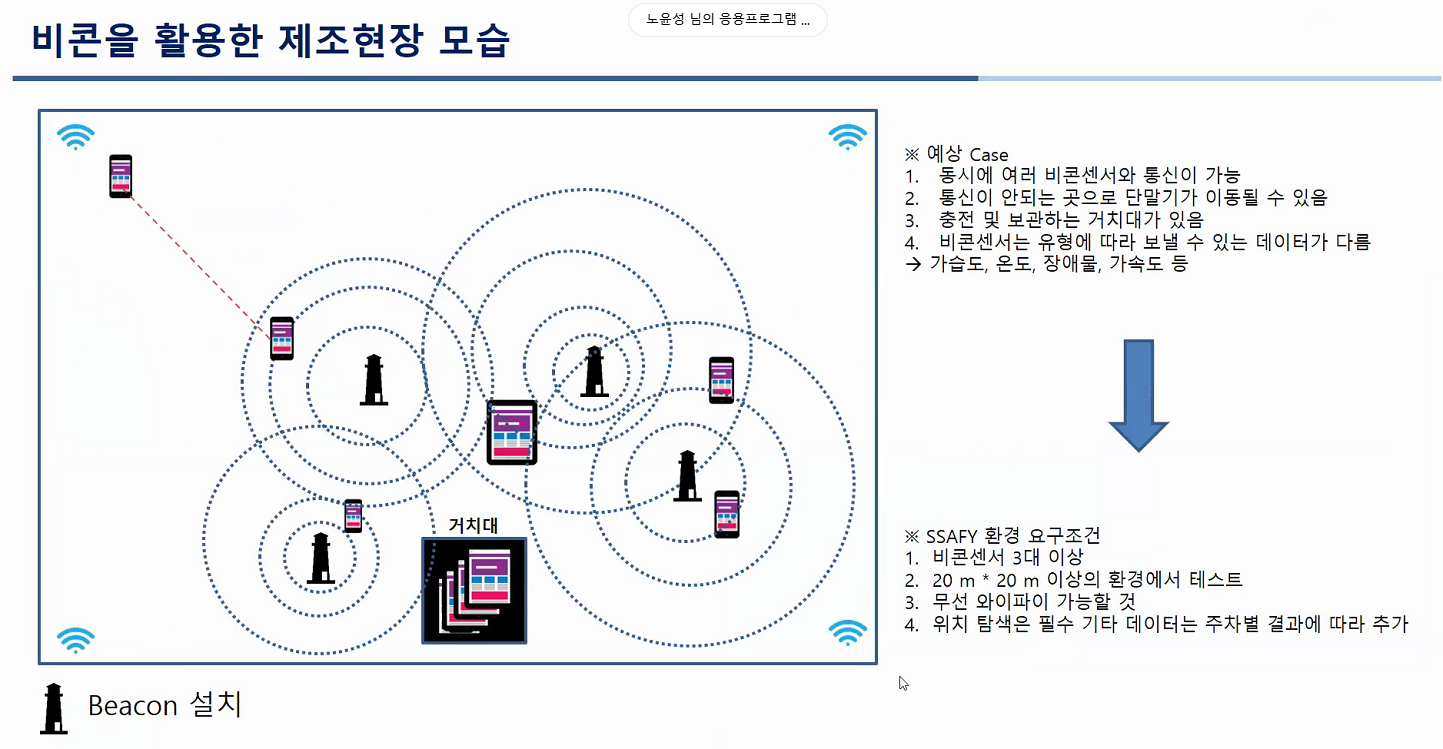 노윤성 님의 응용프로그램 ...
비콘을 활용한 제조현장 모습
※ 예상 Case
1. 동시에 여러 비콘센서와 통신이 가능
2. 통신이 안되는 곳으로 단말기가 이동될 수 있음
3. 충전 및 보관하는 거치대가 있음
4. 비콘센서는 유형에 따라 보낼 수 있는 데이터가 다름
→ 가습도, 온도, 장애물, 가속도 등
거치대
※ SSAFY 환경 요구조건
1. 비콘센서 3대 이상
2. 20 m * 20 m 이상의 환경에서 테스트
3. 무선 와이파이 가능할 것
4. 위치 탐색은 필수 기타 데이터는 주차별 결과에 따라 추가
Beacon 설치